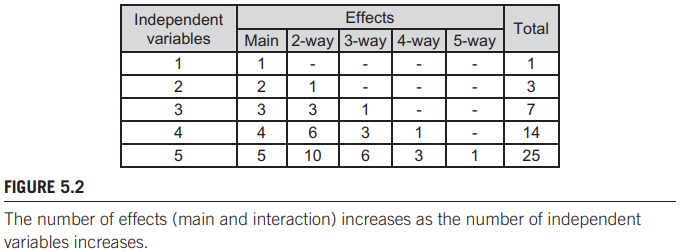 Independent variables Effects Total
Main 2-way 3-way 4-way 5-way
1 1 - - - - 1
2 2 1 - - - 3
3 3 3 1 - - 7
4 4 6 3 1 - 14
5 5 10 6 3 1 25
FIGURE 5.2
The number of effects (main and interaction) increases as the number of independent
variables increases.